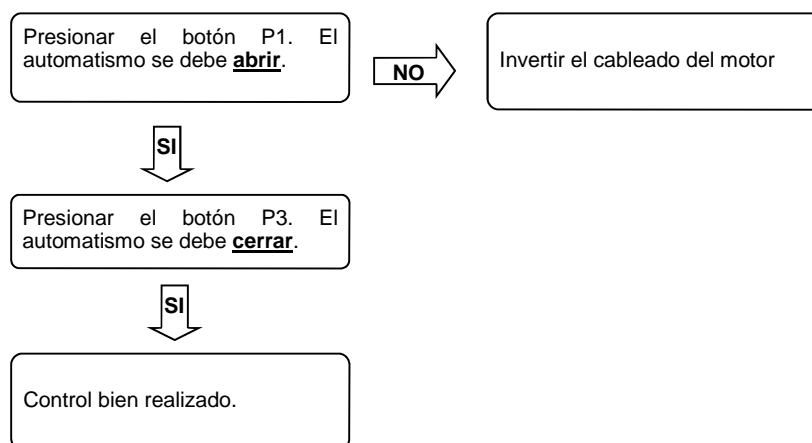 Presionar el botón P1. El
automatismo se debe abrir.
NO
Invertir el cableado del motor
SI
Presionar el botón P3. El
automatismo se debe cerrar.
SI
Control bien realizado.